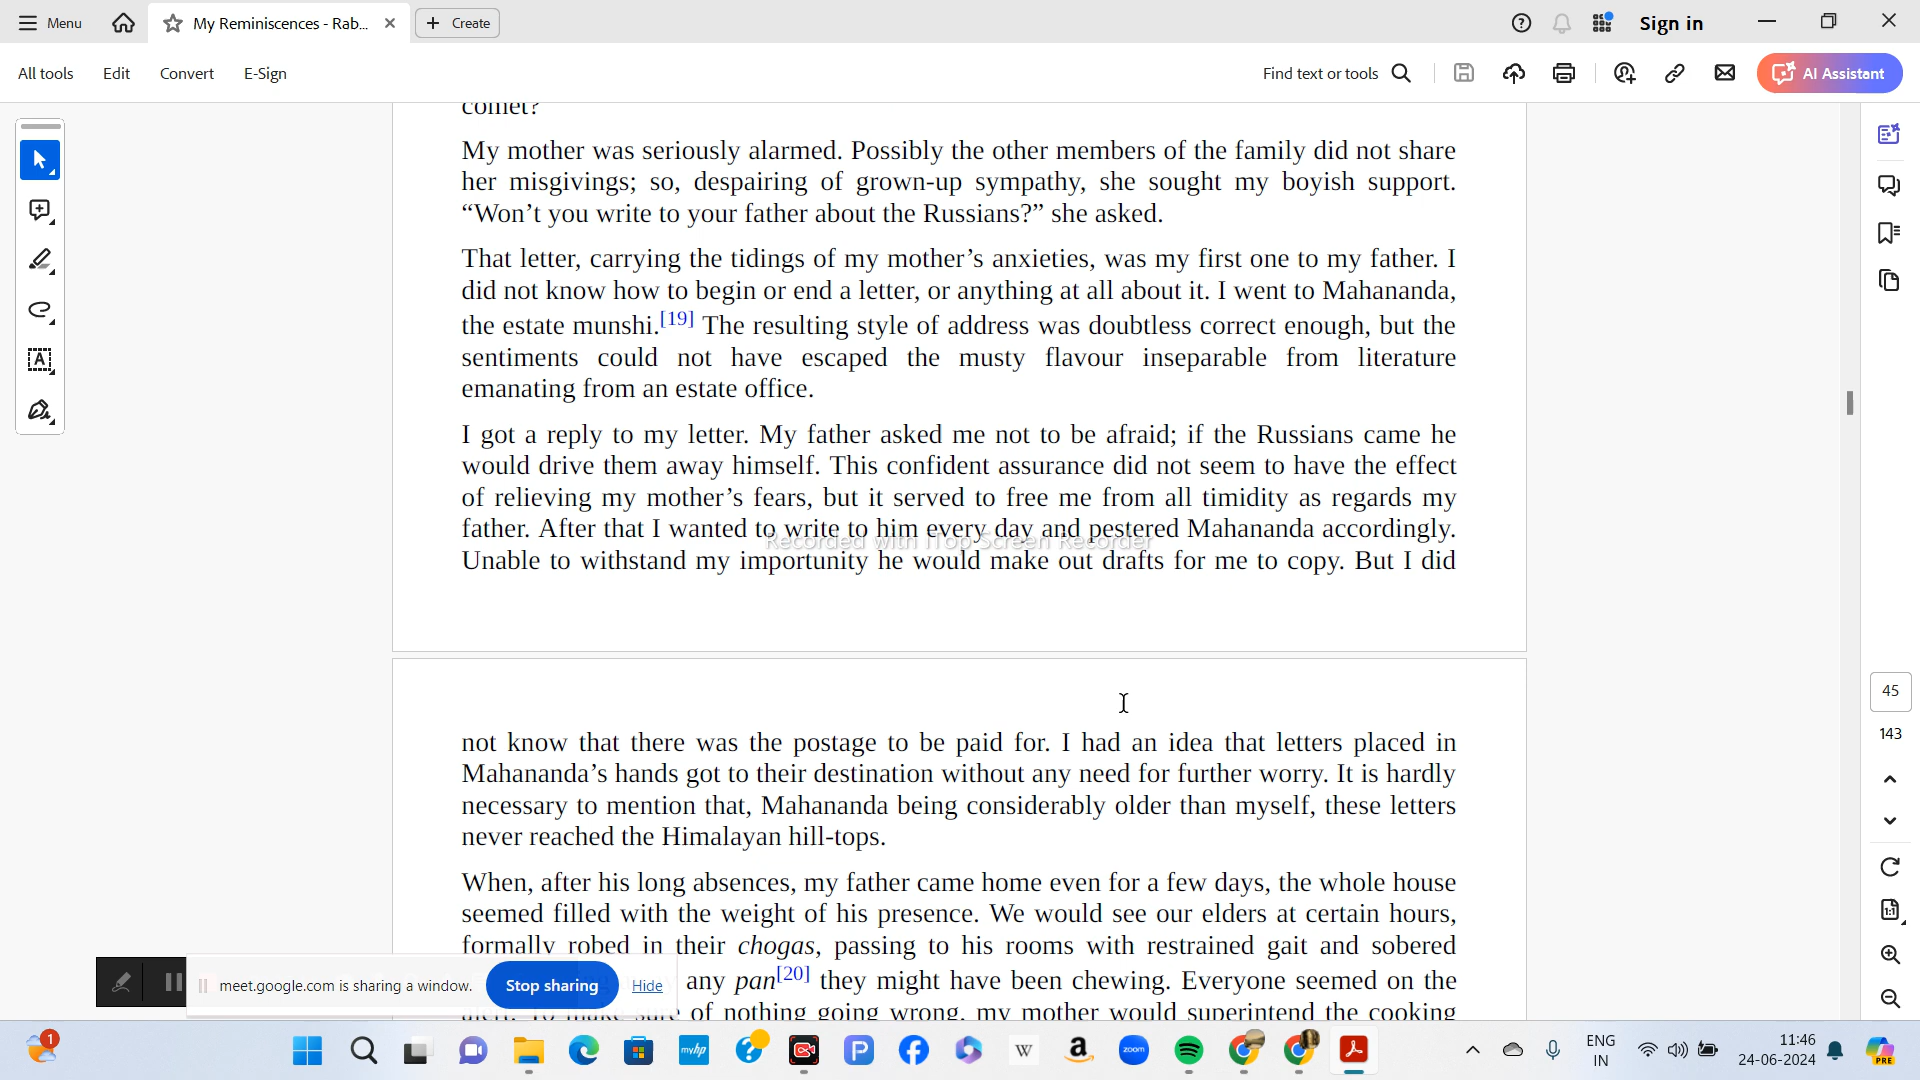 Menu
My Reminiscences - Rab...
Create
Sign in
All tools
Edit
Convert
E-Sign
Find text or tools
AI Assistant
comet?
My mother was seriously alarmed. Possibly the other members of the family did not share
her misgivings; so, despairing of grown-up sympathy, she sought my boyish support.
“Won’t you write to your father about the Russians?” she asked.
That letter, carrying the tidings of my mother’s anxieties, was my first one to my father. I
did not know how to begin or end a letter, or anything at all about it. I went to Mahananda,
the estate munshi.[19] The resulting style of address was doubtless correct enough, but the
sentiments could not have escaped the musty flavour inseparable from literature
emanating from an estate office.
I got a reply to my letter. My father asked me not to be afraid; if the Russians came he
would drive them away himself. This confident assurance did not seem to have the effect
of relieving my mother’s fears, but it served to free me from all timidity as regards my
father. After that I wanted to write to him every day and pestered Mahananda accordingly.
Recorded with iTop Screen Recorder
Unable to withstand my importunity he would make out drafts for me to copy. But I did
not know that there was the postage to be paid for. I had an idea that letters placed in
Mahananda’s hands got to their destination without any need for further worry. It is hardly
necessary to mention that, Mahananda being considerably older than myself, these letters
never reached the Himalayan hill-tops.
When, after his long absences, my father came home even for a few days, the whole house
seemed filled with the weight of his presence. We would see our elders at certain hours,
formally robed in their chogas, passing to his rooms with restrained gait and sobered
any pan[20] they might have been chewing. Everyone seemed on the
alert. To make sure of nothing going wrong, my mother would superintend the cooking
45
143
meet.google.com is sharing a window.
Stop sharing
Hide
1
myhp
W
a
zoom
ENG
IN
11:46
24-06-2024
PRE